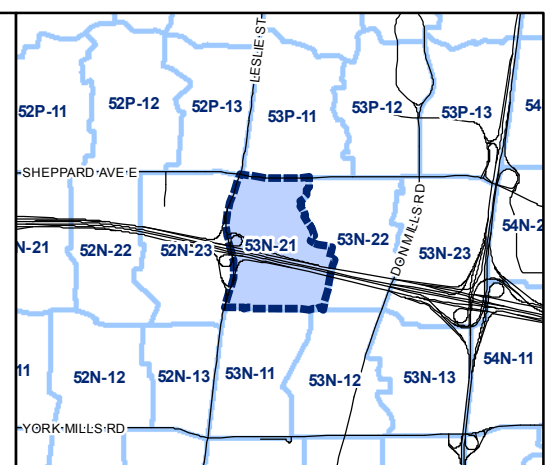 LESLIE ST
52P-11
52P-12
52P-13
53P-11
53P-12
53P-13
54
SHEPPARD AVE E
DON MILLS RD
N-21
52N-22
52N-23
53N-21
53N-22
53N-23
54N-2
11
52N-12
52N-13
53N-11
53N-12
53N-13
54N-11
YORK MILLS RD